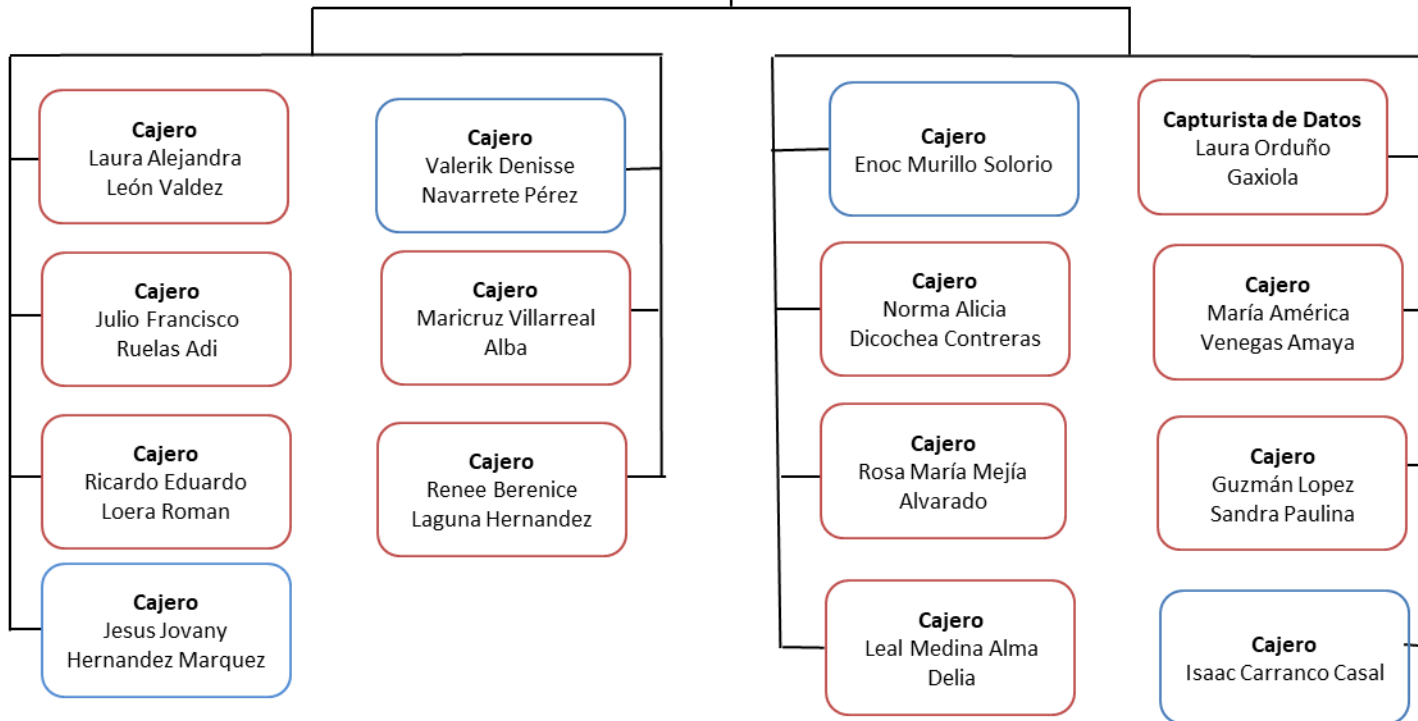 Cajero
Laura Alejandra
León Valdez
Cajero
Julio Francisco
Ruelas Adi
Cajero
Ricardo Eduardo
Loera Roman
Cajero
Jesus Jovany
Hernandez Marquez
Cajero
Valerik Denisse
Navarrete Pérez
Cajero
Maricruz Villarreal
Alba
Cajero
Renee Berenice
Laguna Hernandez
Cajero
Enoc Murillo Solorio
Cajero
Norma Alicia
Dicochea Contreras
Cajero
Rosa María Mejía
Alvarado
Cajero
Leal Medina Alma
Delia
Capturista de Datos
Laura Orduño
Gaxiola
Cajero
María América
Venegas Amaya
Cajero
Guzmán Lopez
Sandra Paulina
Cajero
Isaac Carranco Casal